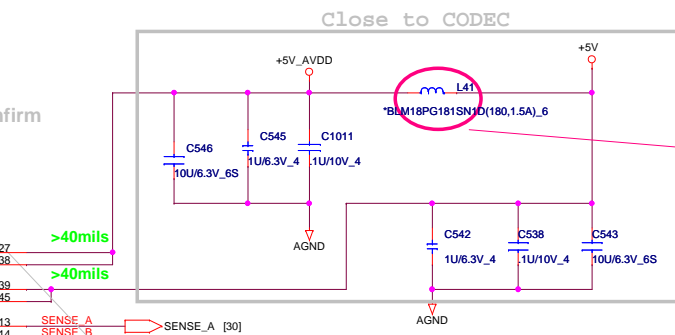 Close to CODEC
+5V_AVDD
+5V
L41
*BLM18PG181SN1D(180,1.5A)_6
nfirm
C546
10U/6.3V_6S
C545
1U/6.3V_4
C1011
.1U/10V_4
AGND
>40mils
27
38
>40mils
39
45
C542
1U/6.3V_4
C538
.1U/10V_4
C543
10U/6.3V_6S
AGND
13
SENSE_A
SENSE_A [30]
14
SENSE_B